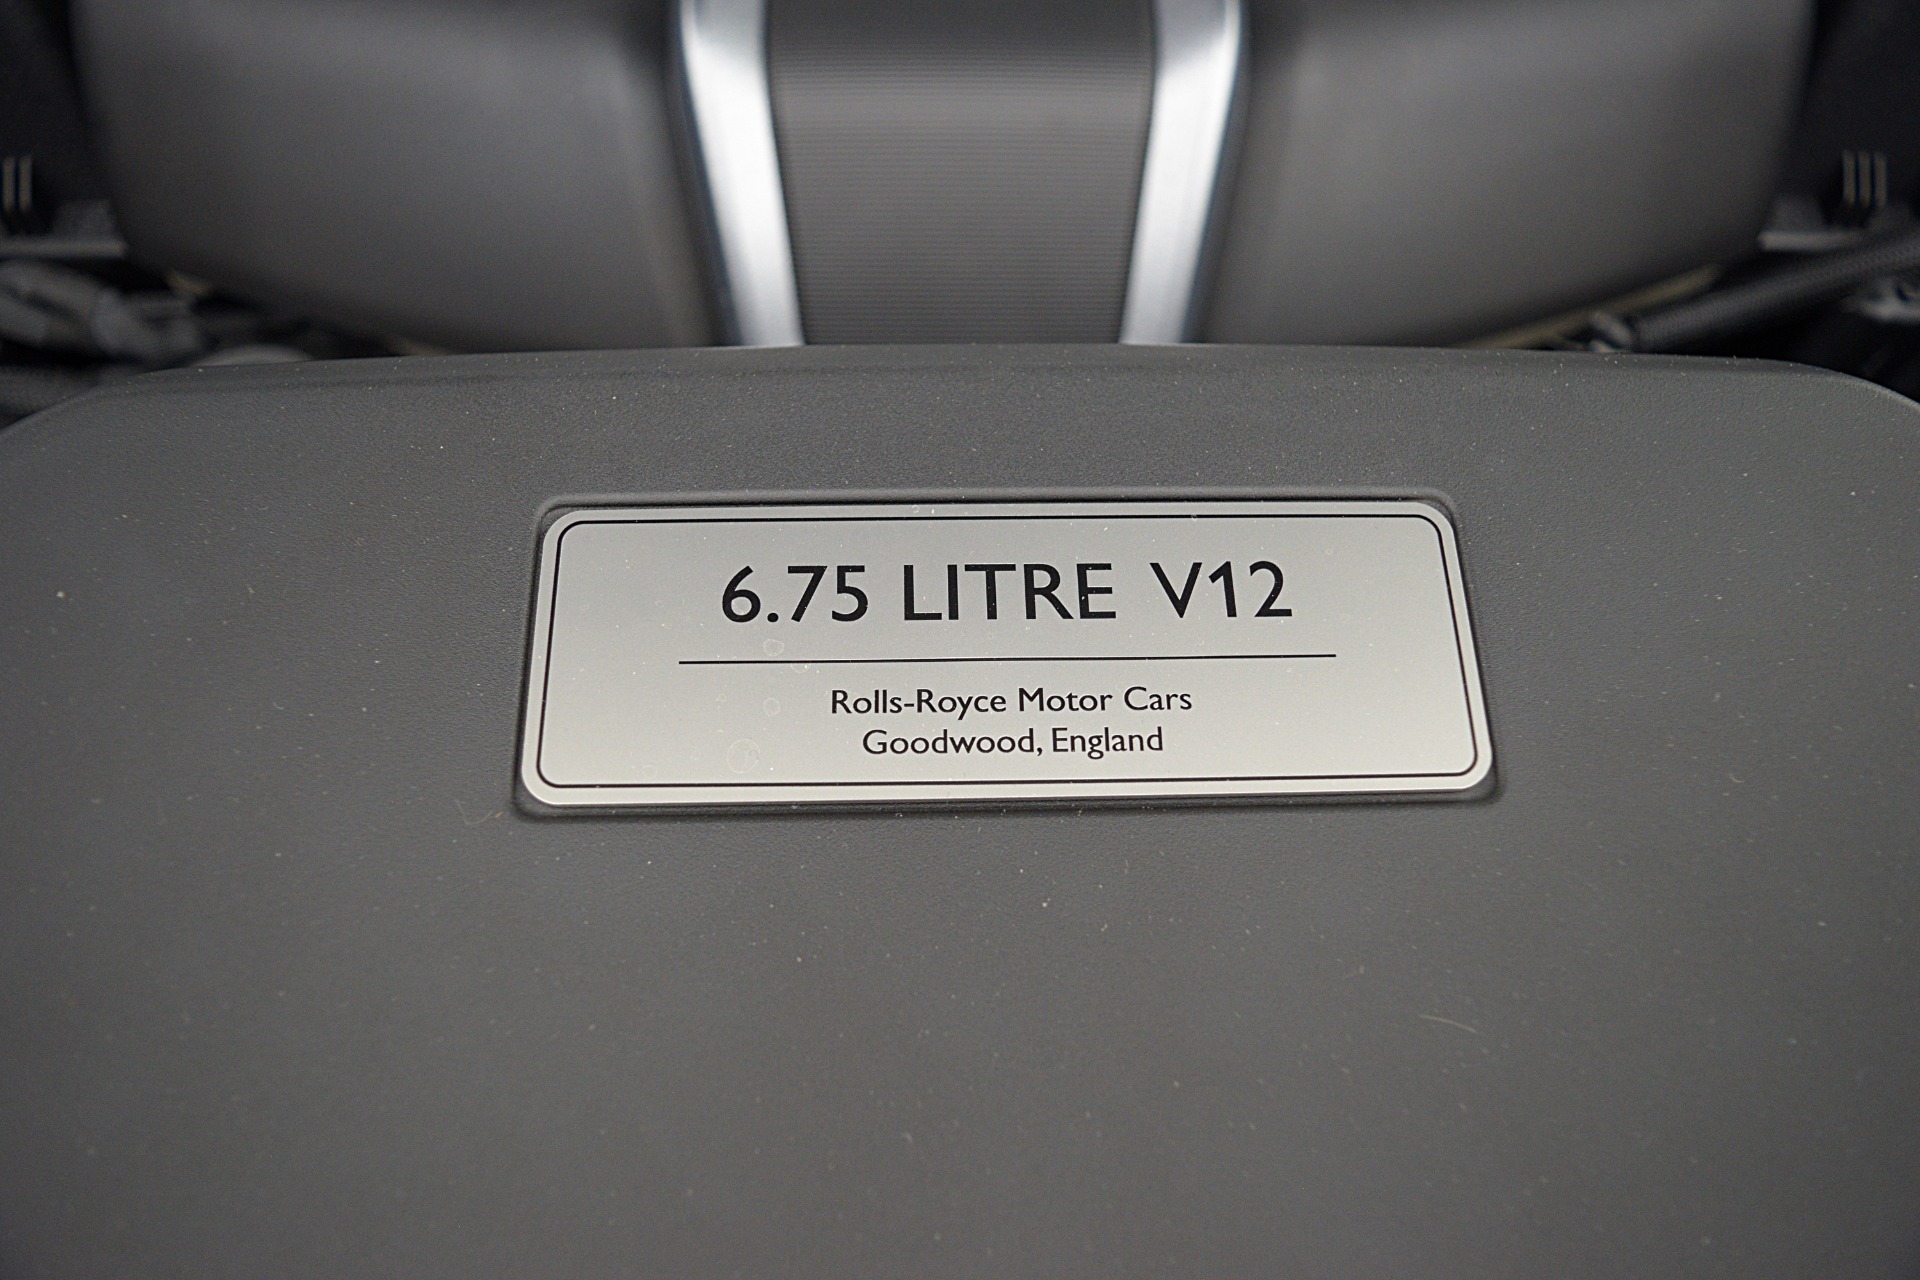 6.75 LITRE V12
Rolls-Royce Motor Cars
Goodwood, England